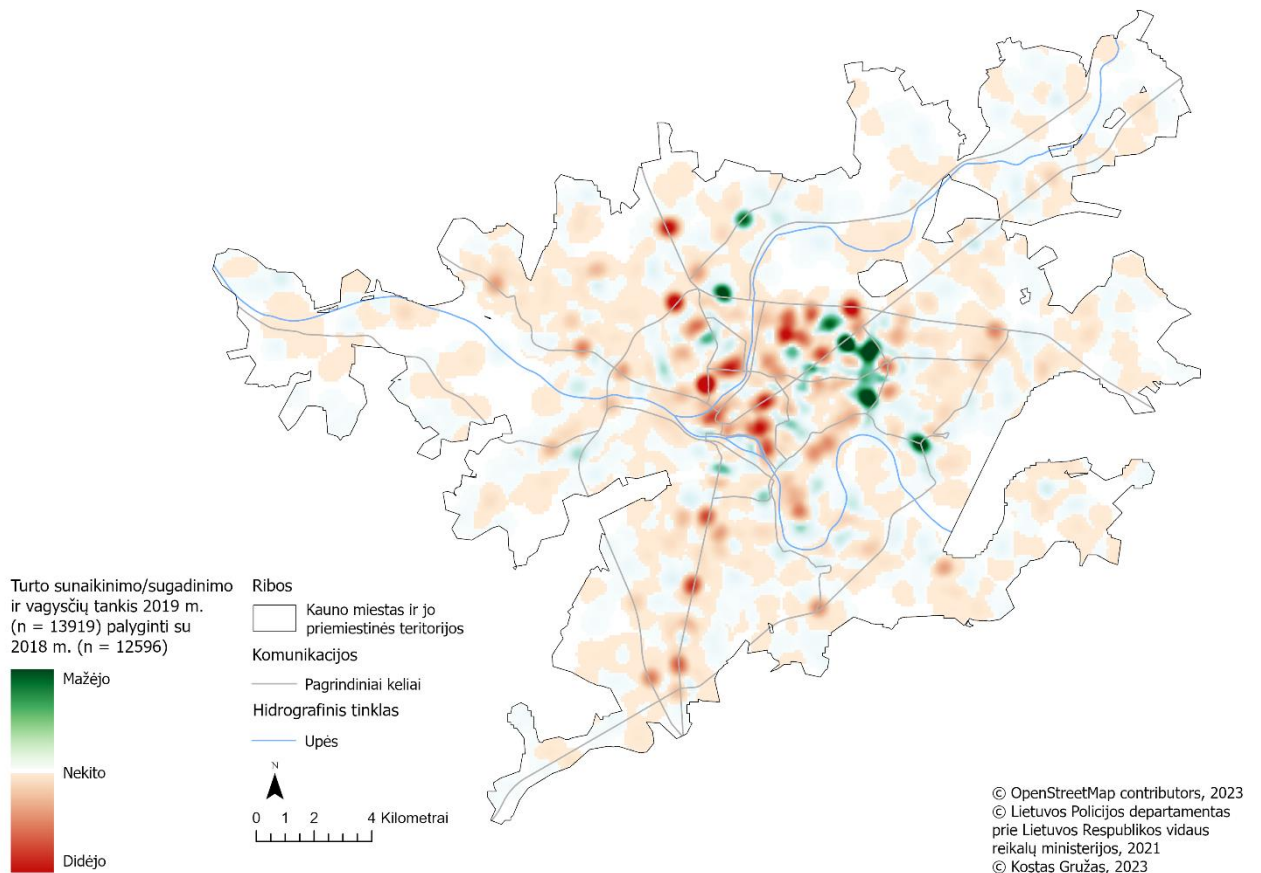 Turto sunaikinimo/sugadinimo
ir vagysčių tankis 2019 m.
(n = 13919) palyginti su
2018 m. (n = 12596)
Mažėjo
Nekito
Didėjo
Ribos
Kauno miestas ir jo
priemiestinės teritorijos
Komunikacijos
Pagrindiniai keliai
Hidrografinis tinklas
Upės
N
0 1 2 4 Kilometrai
© OpenStreetMap contributors, 2023
© Lietuvos Policijos departamentas
prie Lietuvos Respublikos vidaus
reikalų ministerijos, 2021
© Kostas Gružas, 2023